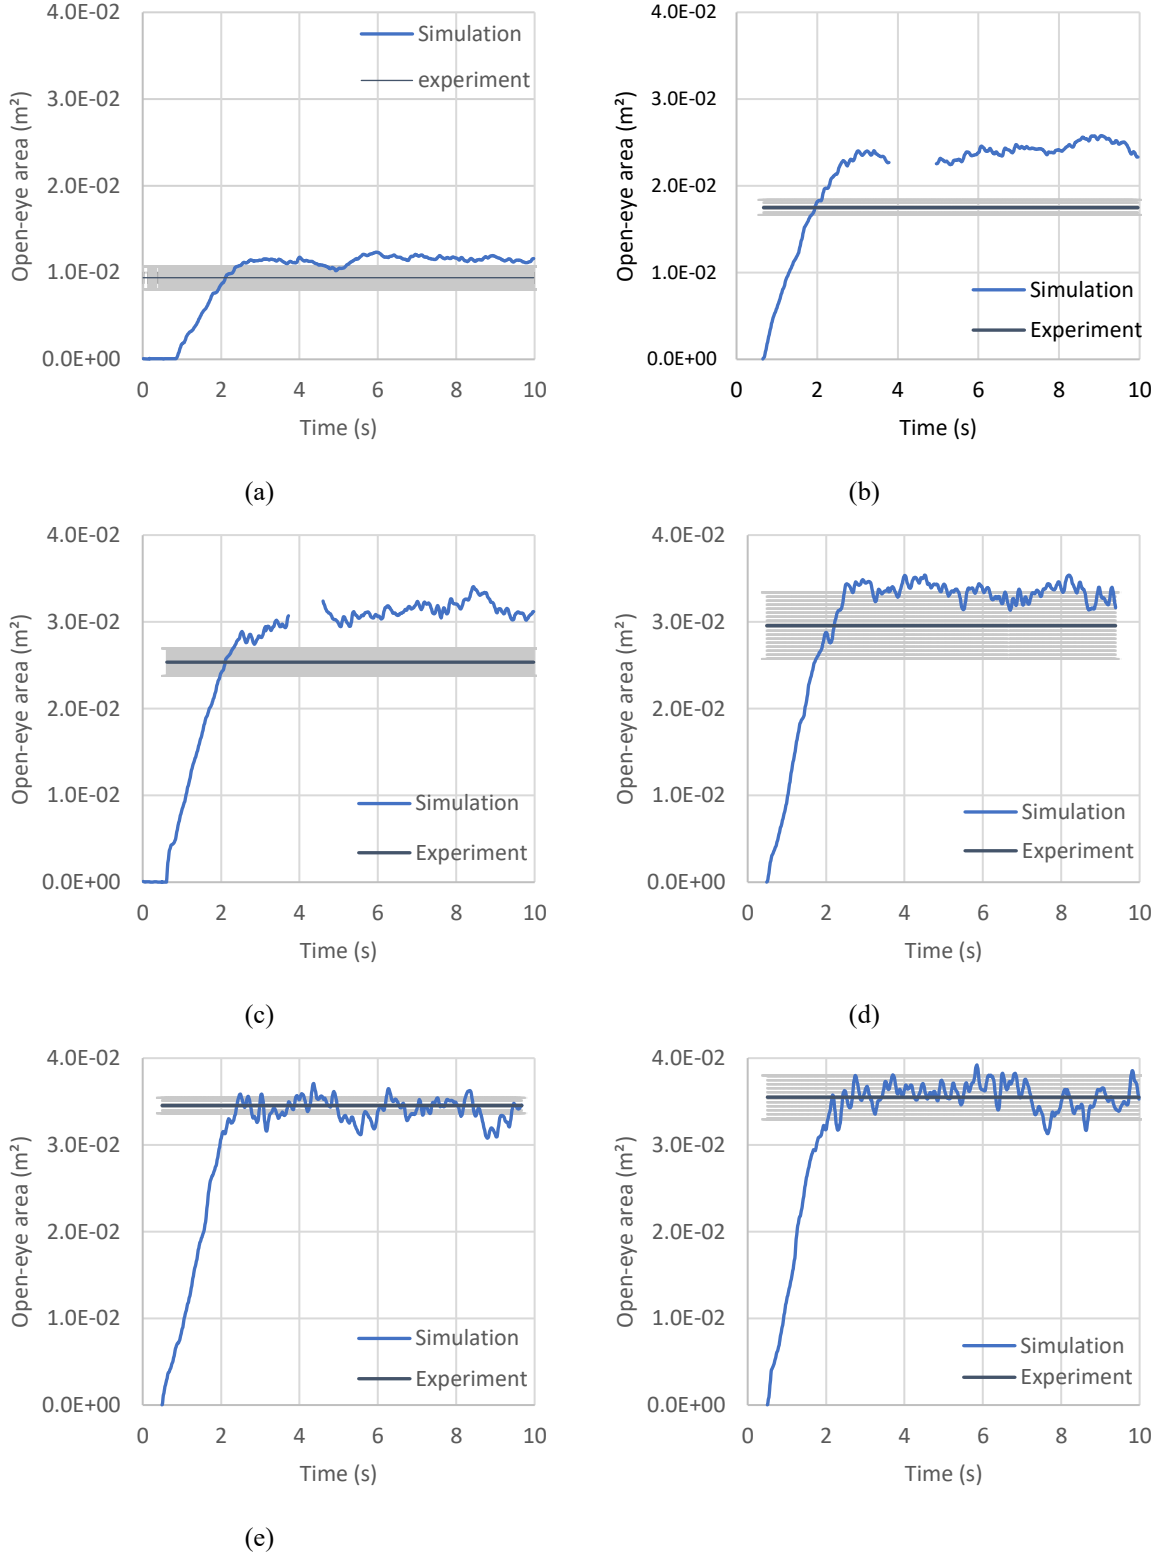 Open-eye area (m²)
4.0E-02
3.0E-02
2.0E-02
1.0E-02
0.0E+00
Simulation
experiment
0 2 4 6 8 10
Time (s)
(a)
Open-eye area (m²)
4.0E-02
3.0E-02
2.0E-02
1.0E-02
0.0E+00
Simulation
Experiment
0 2 4 6 8 10
Time (s)
(b)
Open-eye area (m²)
4.0E-02
3.0E-02
2.0E-02
1.0E-02
0.0E+00
Simulation
Experiment
0 2 4 6 8 10
Time (s)
(c)
Open-eye area (m²)
4.0E-02
3.0E-02
2.0E-02
1.0E-02
0.0E+00
Simulation
Experiment
0 2 4 6 8 10
Time (s)
(d)
Open-eye area (m²)
4.0E-02
3.0E-02
2.0E-02
1.0E-02
0.0E+00
Simulation
Experiment
0 2 4 6 8 10
Time (s)
(e)
Open-eye area (m²)
4.0E-02
3.0E-02
2.0E-02
1.0E-02
0.0E+00
Simulation
Experiment
0 2 4 6 8 10
Time (s)